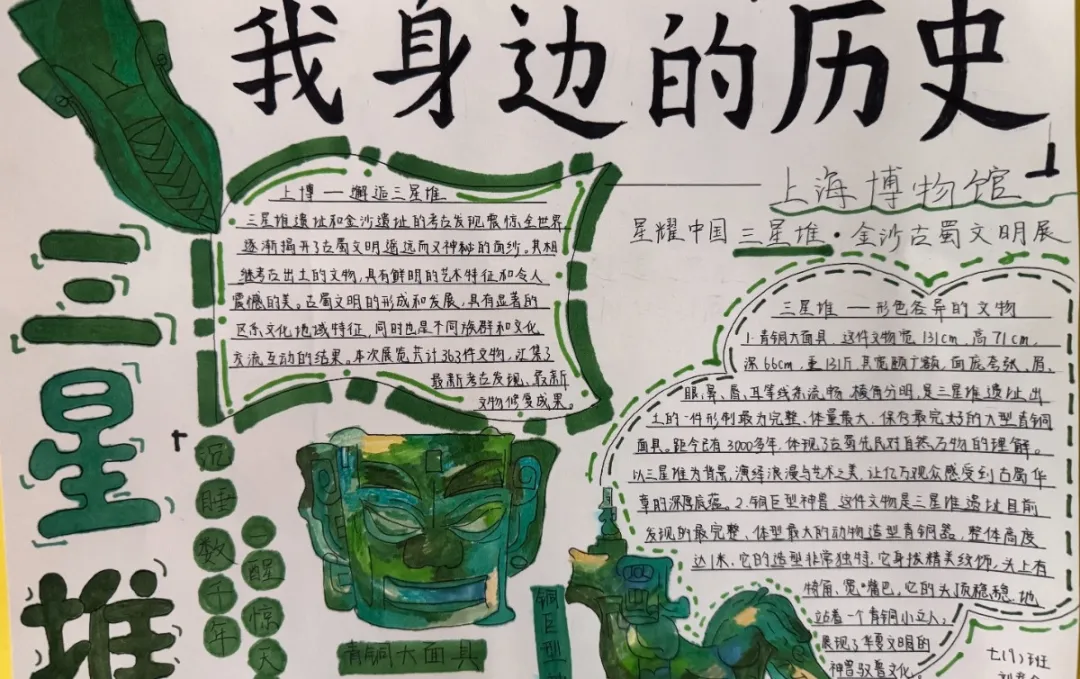 我身边的历史
上海博物馆
星耀中国 三星堆·金沙古蜀文明展
三星堆
上博 — 邂逅三星堆
三星堆遗址和金沙遗址的考古发现震惊全世界
逐渐揭开了古蜀文明遥远而又神秘的面纱。其相
继考古出土的文物,具有鲜明的艺术特征和令人
震憾的美。古蜀文明的形成和发展,具有显著的
区系文化地域特征,同时也是不同族群和文化
交流互动的结果。本次展览共计363件文物,汇集了
最新考古发现、最新
文物修复成果。
三星堆 — 形色各异的文物
1.青铜大面具,这件文物宽131cm,高71cm,
深66cm,重131斤其宽颐广额,面庞夸张,眉、
眼、鼻、唇、耳等线条流畅,棱角分明,是三星堆遗址出
土的一件形制最为完整、体量最大、保存最完好的大型青铜
面具。距今已有3000多年,体现了古蜀先民对自然万物的理解。
以三星堆为背景,演绎浪漫与艺术之美,让亿万观众感受到古蜀华
章的深厚底蕴。2.铜巨型神兽,这件文物是三星堆遗址目前
发现的最完整、体型最大的动物造型青铜器,整体高度
达1米,它的造型非常独特,它身披精美纹饰,头上有
犄角,宽嘴巴,它的头顶稳稳地
站着一个青铜小立人,
展现了华夏文明的
神兽驭兽文化。
沉睡数千年
一醒惊天
青铜大面具
铜巨型
七(9)班